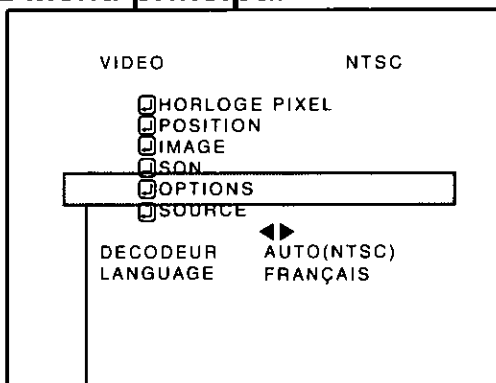 VIDEO NTSC
HORLOGE PIXEL
POSITION
IMAGE
SON
OPTIONS
SOURCE
DECODEUR AUTO(NTSC)
LANGUAGE FRANÇAIS